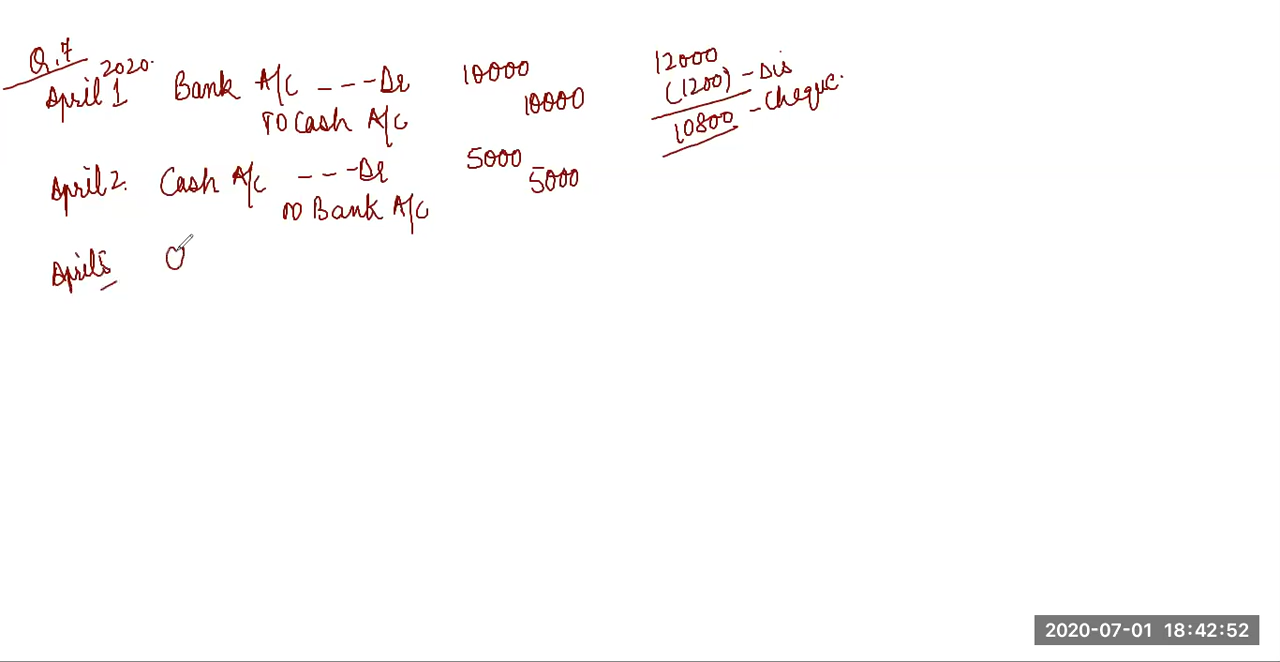 Q.7
2020.
April 1 Bank A/c - - - Dr 10000
To Cash A/c 10000
12000
(1200) - Dis
10800 - Cheque.
April 2. Cash A/c - - - Dr 5000
To Bank A/c 5000
April 5
2020-07-01 18:42:52